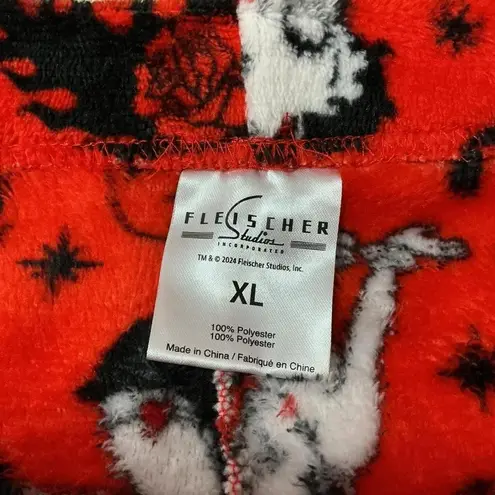 FLEISCHER
Studios
INCORPORATED
TM & © 2024 Fleischer Studios, Inc.
XL
100% Polyester
100% Polyester
Made in China / Fabriqué en Chine